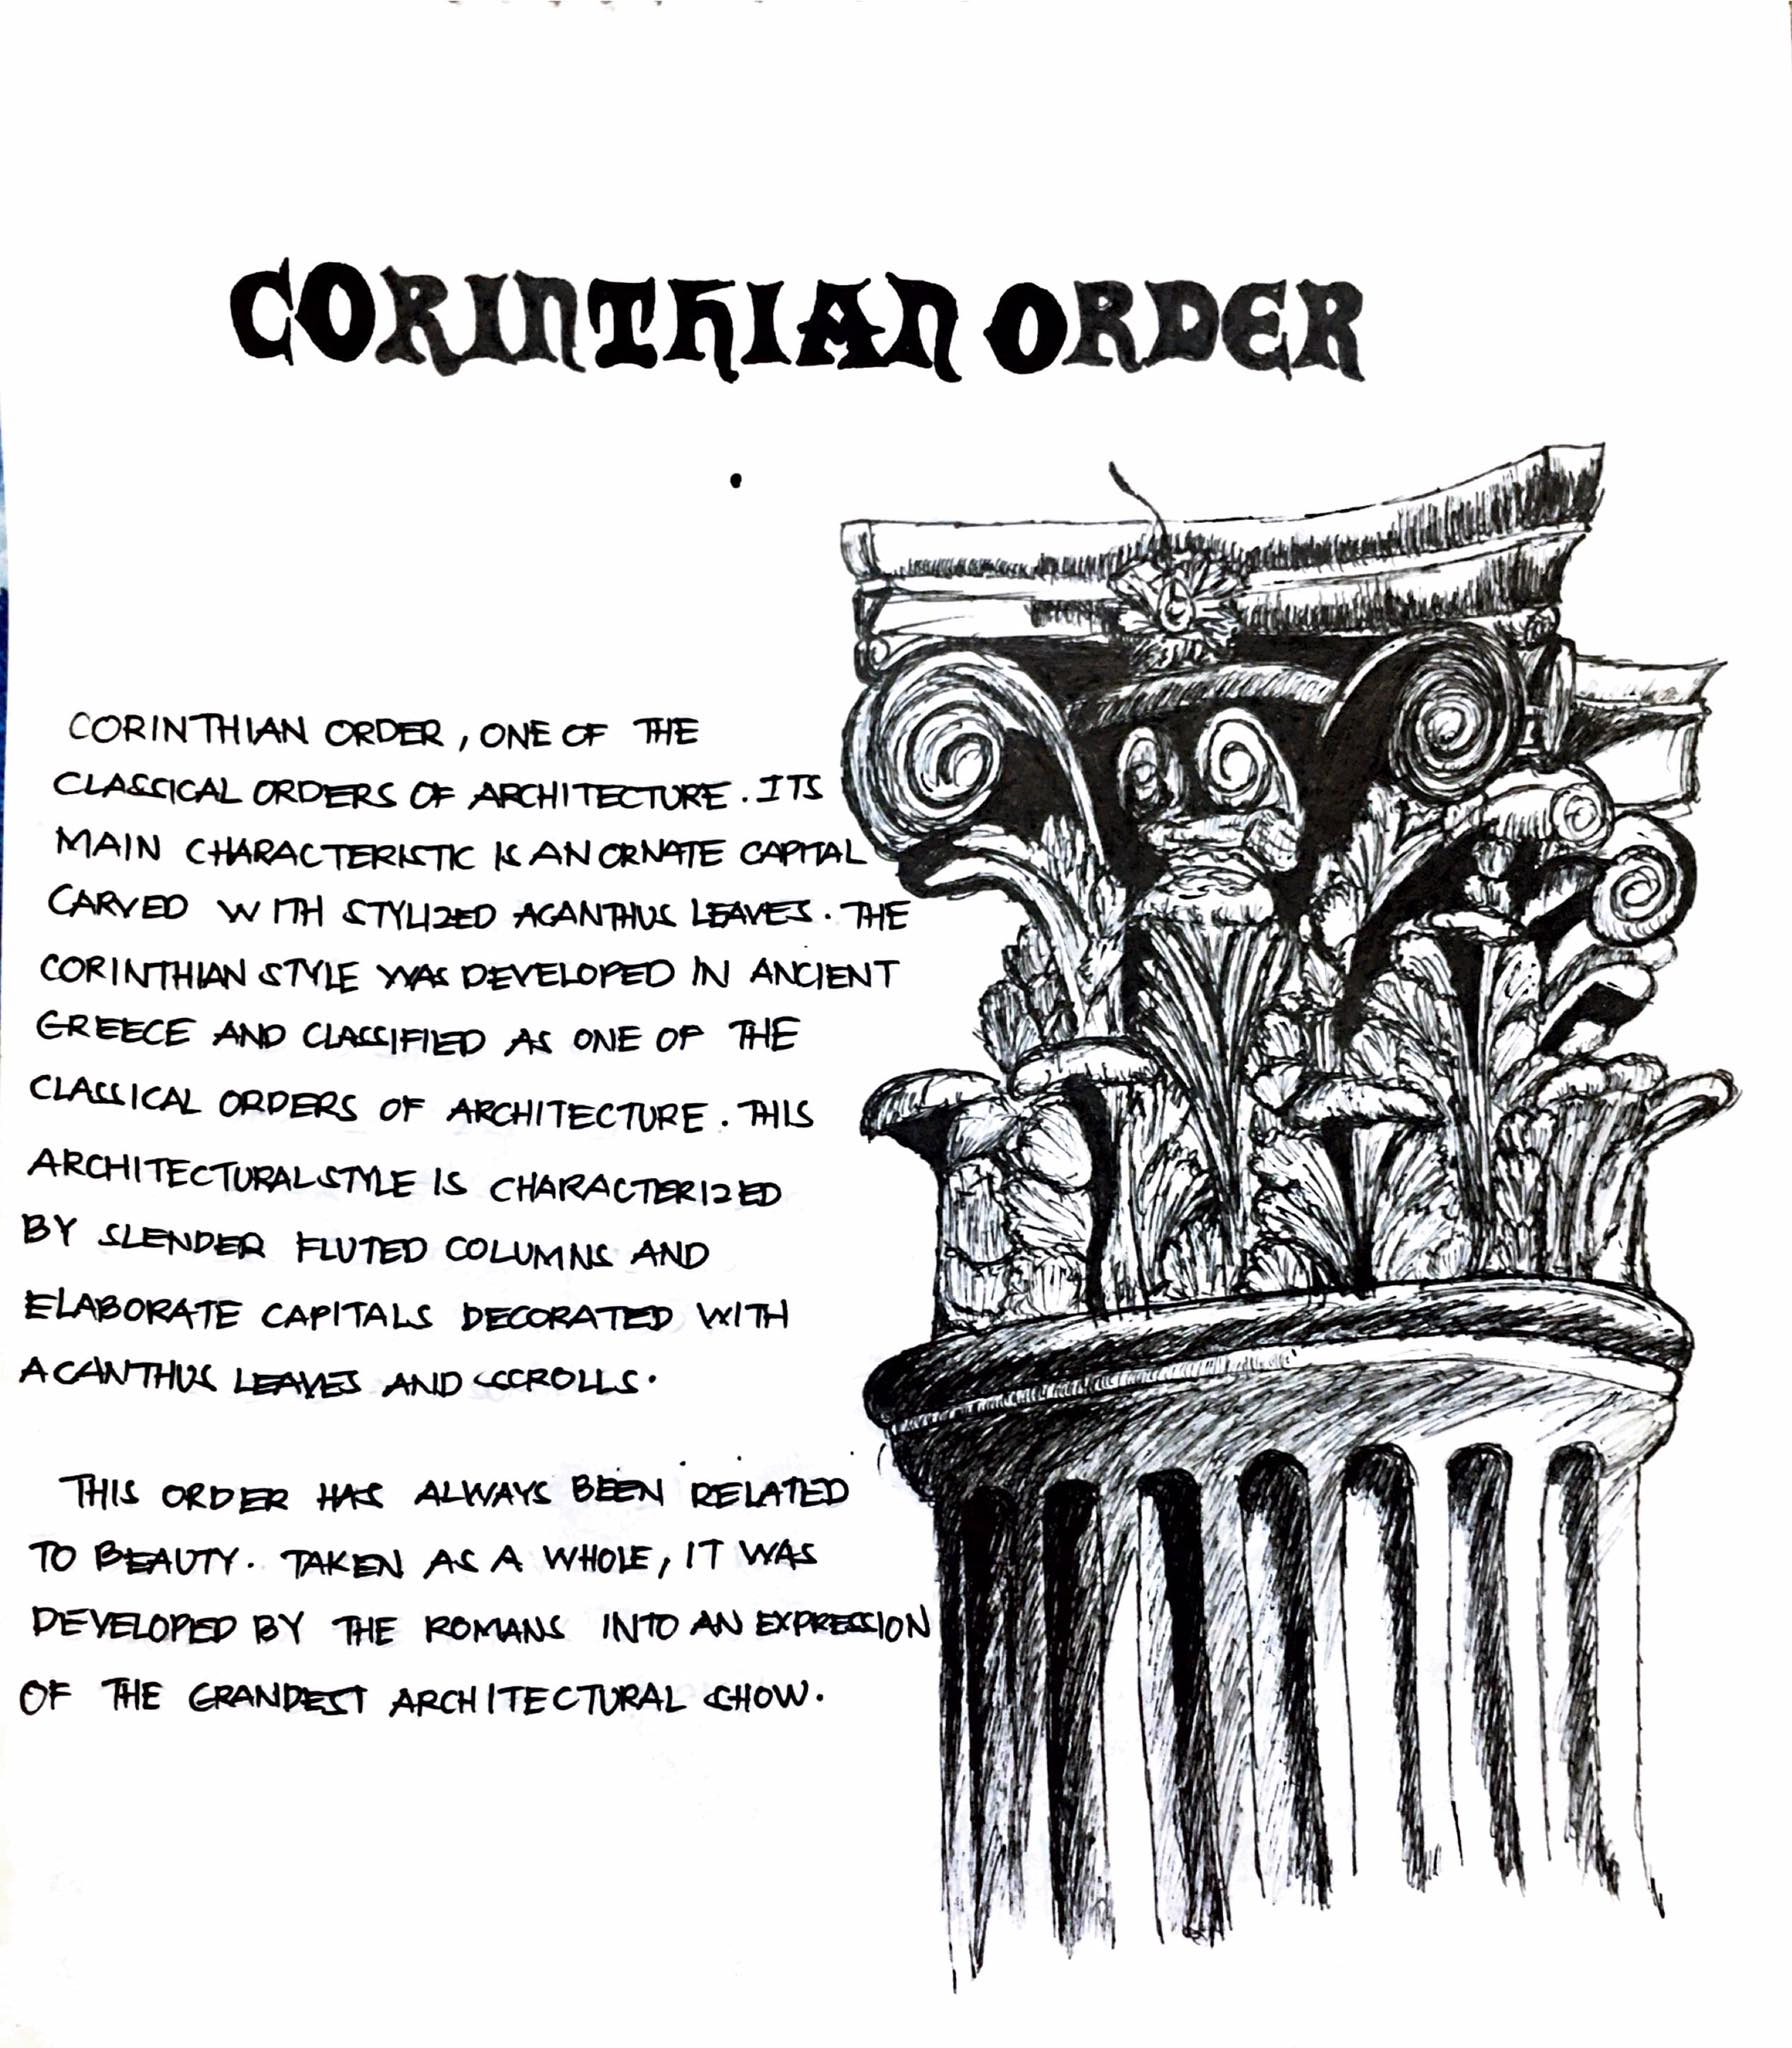 CORINTHIAN ORDER
CORINTHIAN ORDER, ONE OF THE
CLASSICAL ORDERS OF ARCHITECTURE. ITS
MAIN CHARACTERISTIC IS AN ORNATE CAPITAL
CARVED WITH STYLIZED ACANTHUS LEAVES. THE
CORINTHIAN STYLE WAS DEVELOPED IN ANCIENT
GREECE AND CLASSIFIED AS ONE OF THE
CLASSICAL ORDERS OF ARCHITECTURE. THIS
ARCHITECTURAL STYLE IS CHARACTERIZED
BY SLENDER FLUTED COLUMNS AND
ELABORATE CAPITALS DECORATED WITH
ACANTHUS LEAVES AND SCROLLS.
THIS ORDER HAS ALWAYS BEEN RELATED
TO BEAUTY. TAKEN AS A WHOLE, IT WAS
DEVELOPED BY THE ROMANS INTO AN EXPRESSION
OF THE GRANDEST ARCHITECTURAL SHOW.